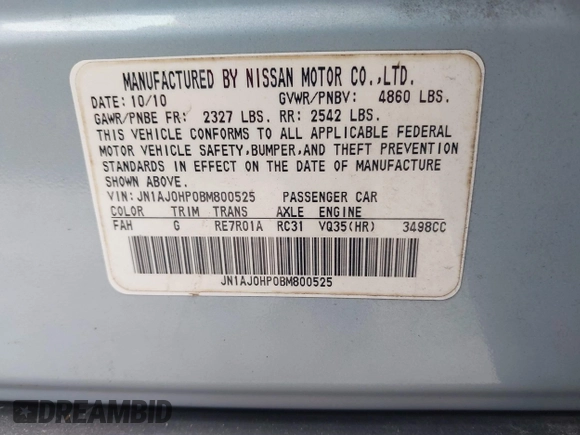 MANUFACTURED BY NISSAN MOTOR CO.,LTD.
DATE: 10/10 GVWR/PNBV: 4860 LBS.
GAWR/PNBE FR: 2327 LBS. RR: 2542 LBS.
THIS VEHICLE CONFORMS TO ALL APPLICABLE FEDERAL
MOTOR VEHICLE SAFETY,BUMPER,AND THEFT PREVENTION
STANDARDS IN EFFECT ON THE DATE OF MANUFACTURE
SHOWN ABOVE.
VIN: JN1AJ0HP0BM800525 PASSENGER CAR
COLOR TRIM TRANS AXLE ENGINE
FAH G RE7R01A RC31 VQ35(HR) 3498CC
JN1AJ0HP0BM800525
DREAMBID